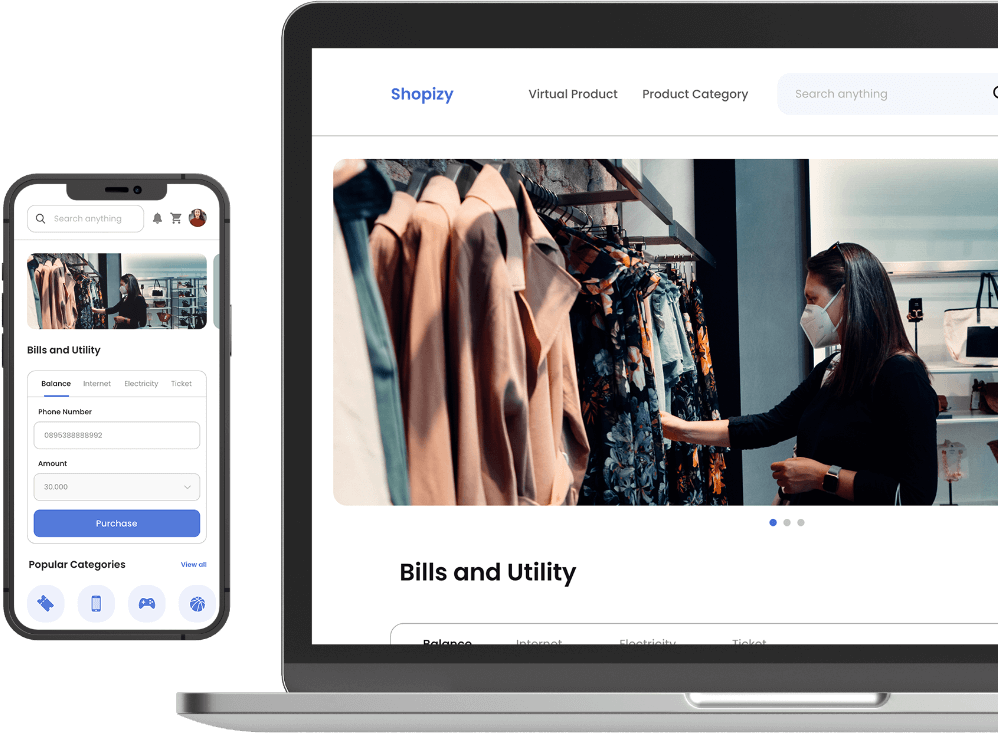 Shopizy
Virtual Product
Product Category
Search anything
Bills and Utility
Balance
Internet
Electricity
Ticket
Search anything
Bills and Utility
Balance
Internet
Electricity
Ticket
Phone Number
0895388888992
Amount
30.000
Purchase
Popular Categories
View all